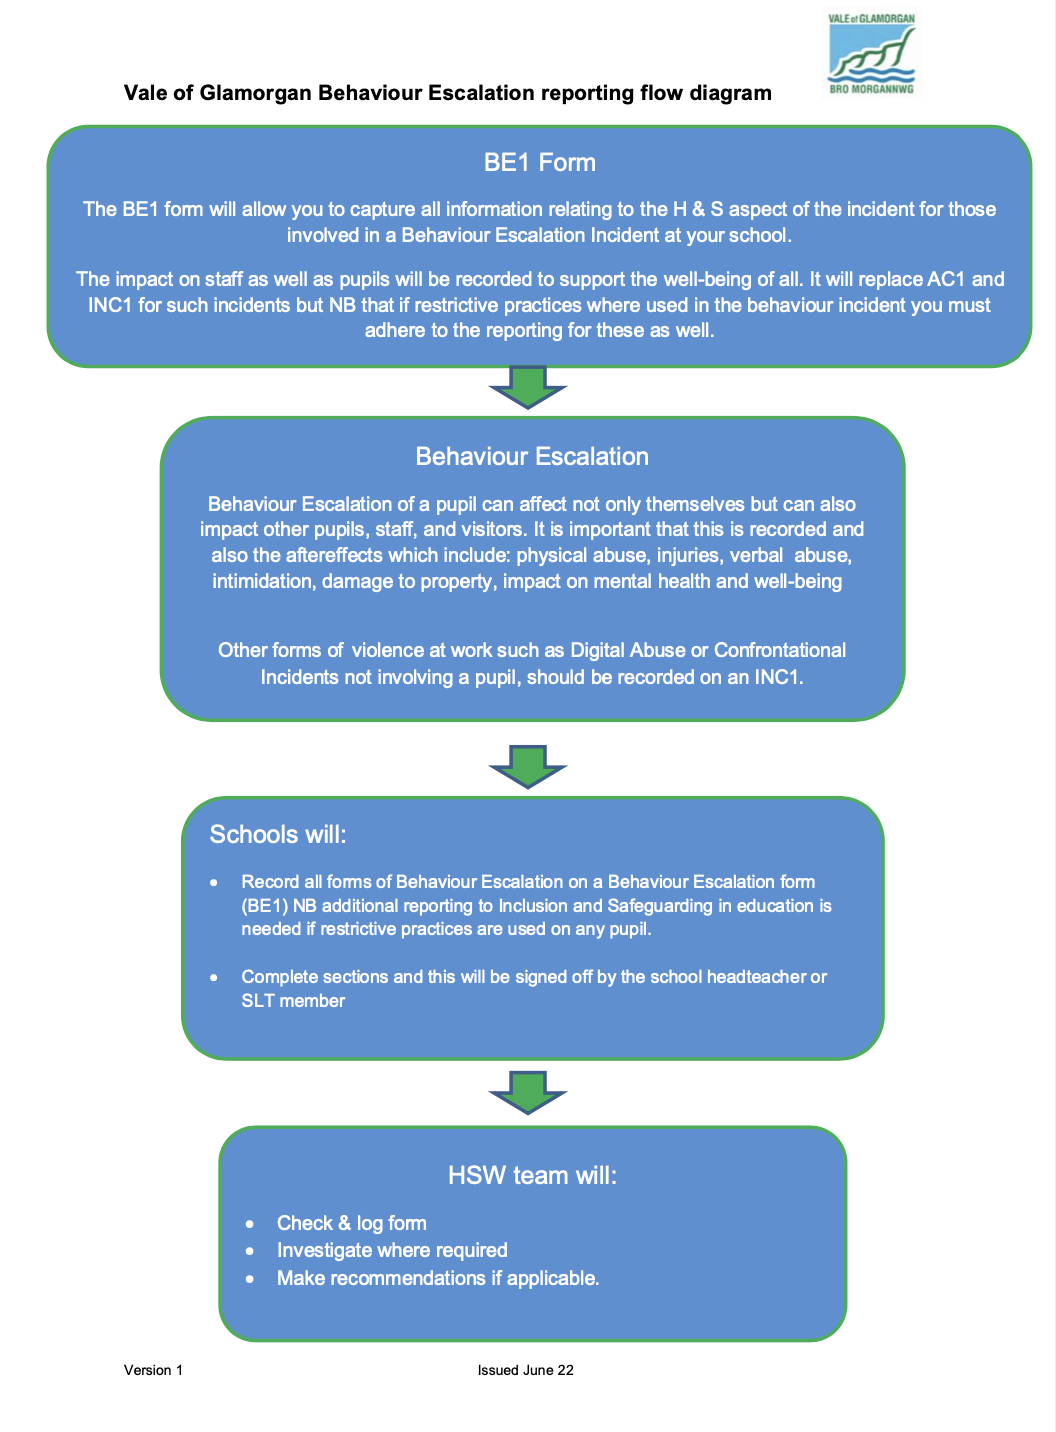 VALE of GLAMORGAN
BRO MORGANNWG
Vale of Glamorgan Behaviour Escalation reporting flow diagram
BE1 Form
The BE1 form will allow you to capture all information relating to the H & S aspect of the incident for those
involved in a Behaviour Escalation Incident at your school.
The impact on staff as well as pupils will be recorded to support the well-being of all. It will replace AC1 and
INC1 for such incidents but NB that if restrictive practices where used in the behaviour incident you must
adhere to the reporting for these as well.
Behaviour Escalation
Behaviour Escalation of a pupil can affect not only themselves but can also
impact other pupils, staff, and visitors. It is important that this is recorded and
also the aftereffects which include: physical abuse, injuries, verbal  abuse,
intimidation, damage to property, impact on mental health and well-being
Other forms of  violence at work such as Digital Abuse or Confrontational
Incidents not involving a pupil, should be recorded on an INC1.
Schools will:
• Record all forms of Behaviour Escalation on a Behaviour Escalation form
(BE1) NB additional reporting to Inclusion and Safeguarding in education is
needed if restrictive practices are used on any pupil.
• Complete sections and this will be signed off by the school headteacher or
SLT member
HSW team will:
• Check & log form
• Investigate where required
• Make recommendations if applicable.
Version 1 Issued June 22